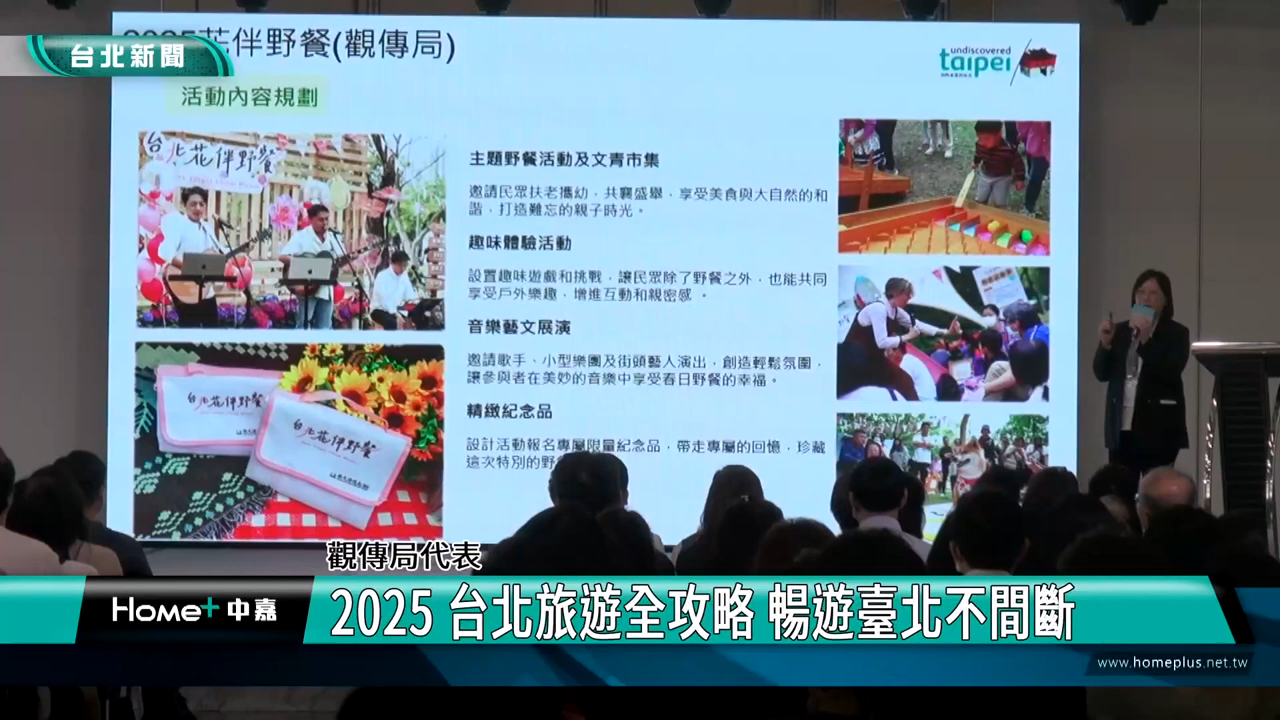 台北新聞
2025花伴野餐(觀傳局)
undiscovered
taipei
活動內容規劃
台北花伴野餐
主題野餐活動及文青市集
邀請民眾扶老攜幼，共襄盛舉，享受美食與大自然的和
諧，打造難忘的親子時光。
趣味體驗活動
設置趣味遊戲和挑戰，讓民眾除了野餐之外，也能共同
享受戶外樂趣，增進互動和親密感 。
音樂藝文展演
邀請歌手、小型樂團及街頭藝人演出，創造輕鬆氛圍，
讓參與者在美妙的音樂中享受春日野餐的幸福。
精緻紀念品
設計活動報名專屬限量紀念品，帶走專屬的回憶，珍藏
這次特別的野
台北花伴野餐
台北花伴野餐
觀傳局代表
Home+ 中嘉
2025 台北旅遊全攻略 暢遊臺北不間斷
www.homeplus.net.tw